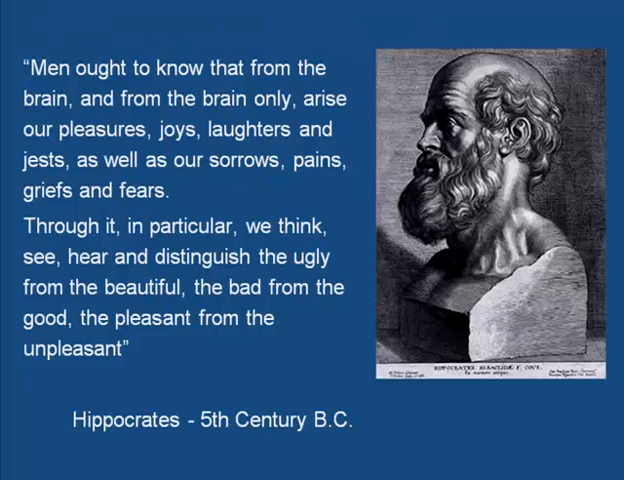 “Men ought to know that from the
brain, and from the brain only, arise
our pleasures, joys, laughters and
jests, as well as our sorrows, pains,
griefs and fears.
Through it, in particular, we think,
see, hear and distinguish the ugly
from the beautiful, the bad from the
good, the pleasant from the
unpleasant”
Hippocrates - 5th Century B.C.
HIPPOCRATES HERACLIDÆ F. COVS.